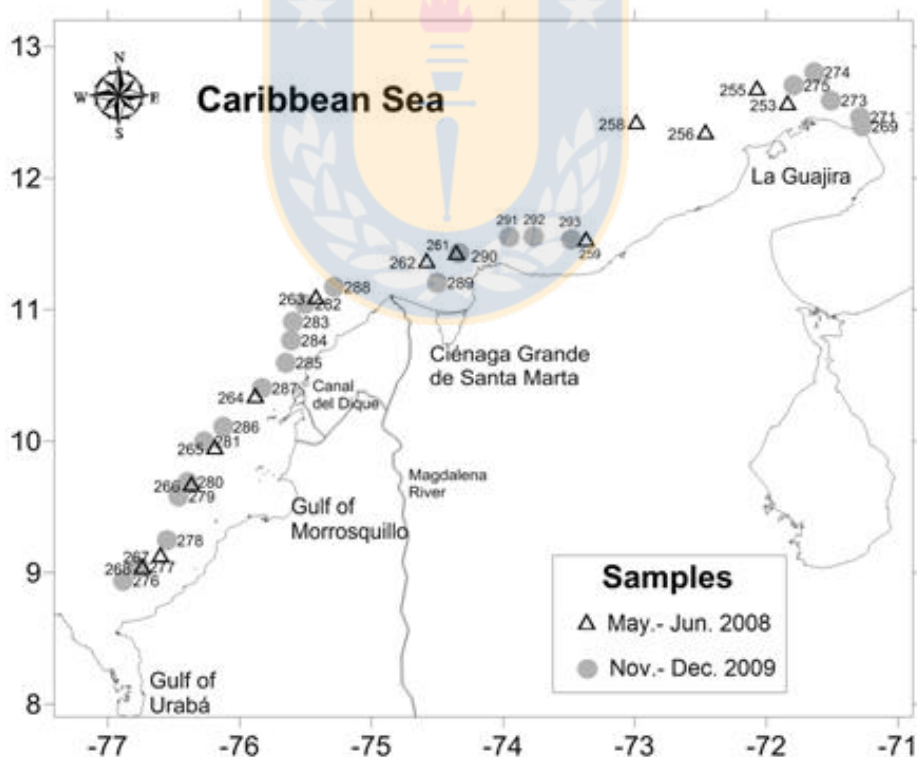 13
12
11
10
9
8
-77
-76
-75
-74
-73
-72
-71
N
W E
S
Caribbean Sea
274
275
255
253
273
271
269
258
256
La Guajira
291
292
293
259
261
290
262
289
288
263
282
283
284
285
287
264
286
281
265
280
266
279
278
267
277
268
276
Ciénaga Grande
de Santa Marta
Canal
del Dique
Magdalena
River
Gulf of
Morrosquillo
Gulf of
Urabá
Samples
May.- Jun. 2008
Nov.- Dec. 2009